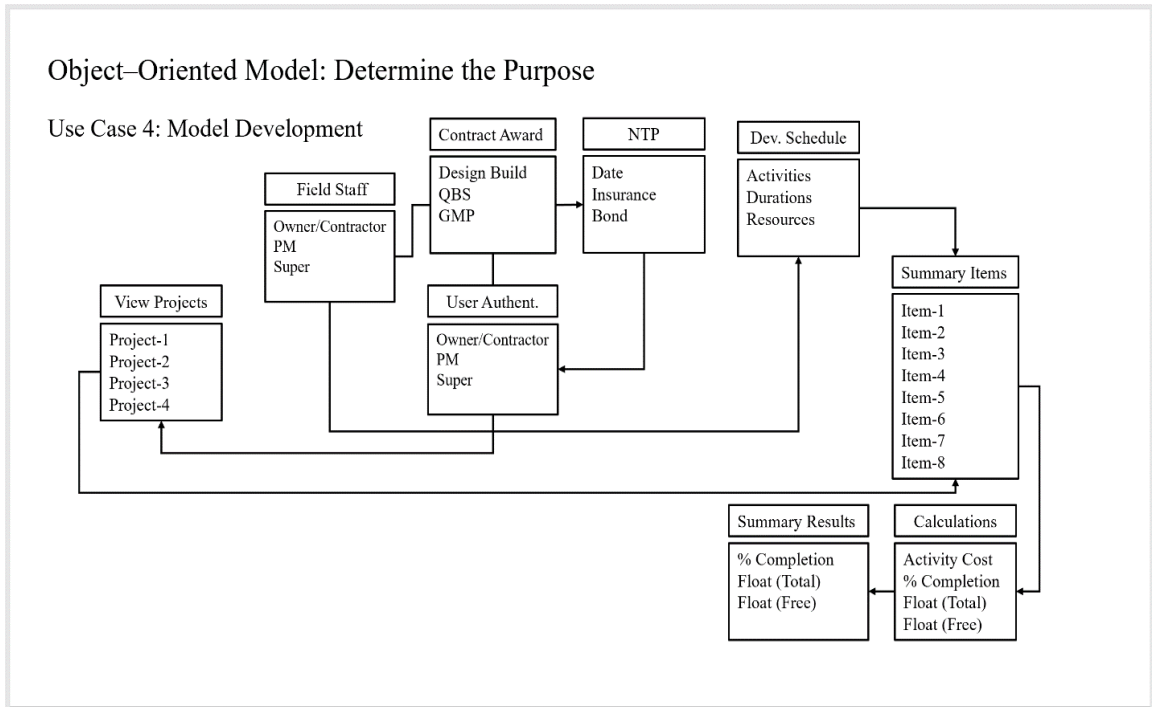 Object–Oriented Model: Determine the Purpose
Use Case 4: Model Development
Contract Award
Design Build
QBS
GMP
NTP
Date
Insurance
Bond
Dev. Schedule
Activities
Durations
Resources
Field Staff
Owner/Contractor
PM
Super
View Projects
Project-1
Project-2
Project-3
Project-4
User Authent.
Owner/Contractor
PM
Super
Summary Items
Item-1
Item-2
Item-3
Item-4
Item-5
Item-6
Item-7
Item-8
Summary Results
% Completion
Float (Total)
Float (Free)
Calculations
Activity Cost
% Completion
Float (Total)
Float (Free)